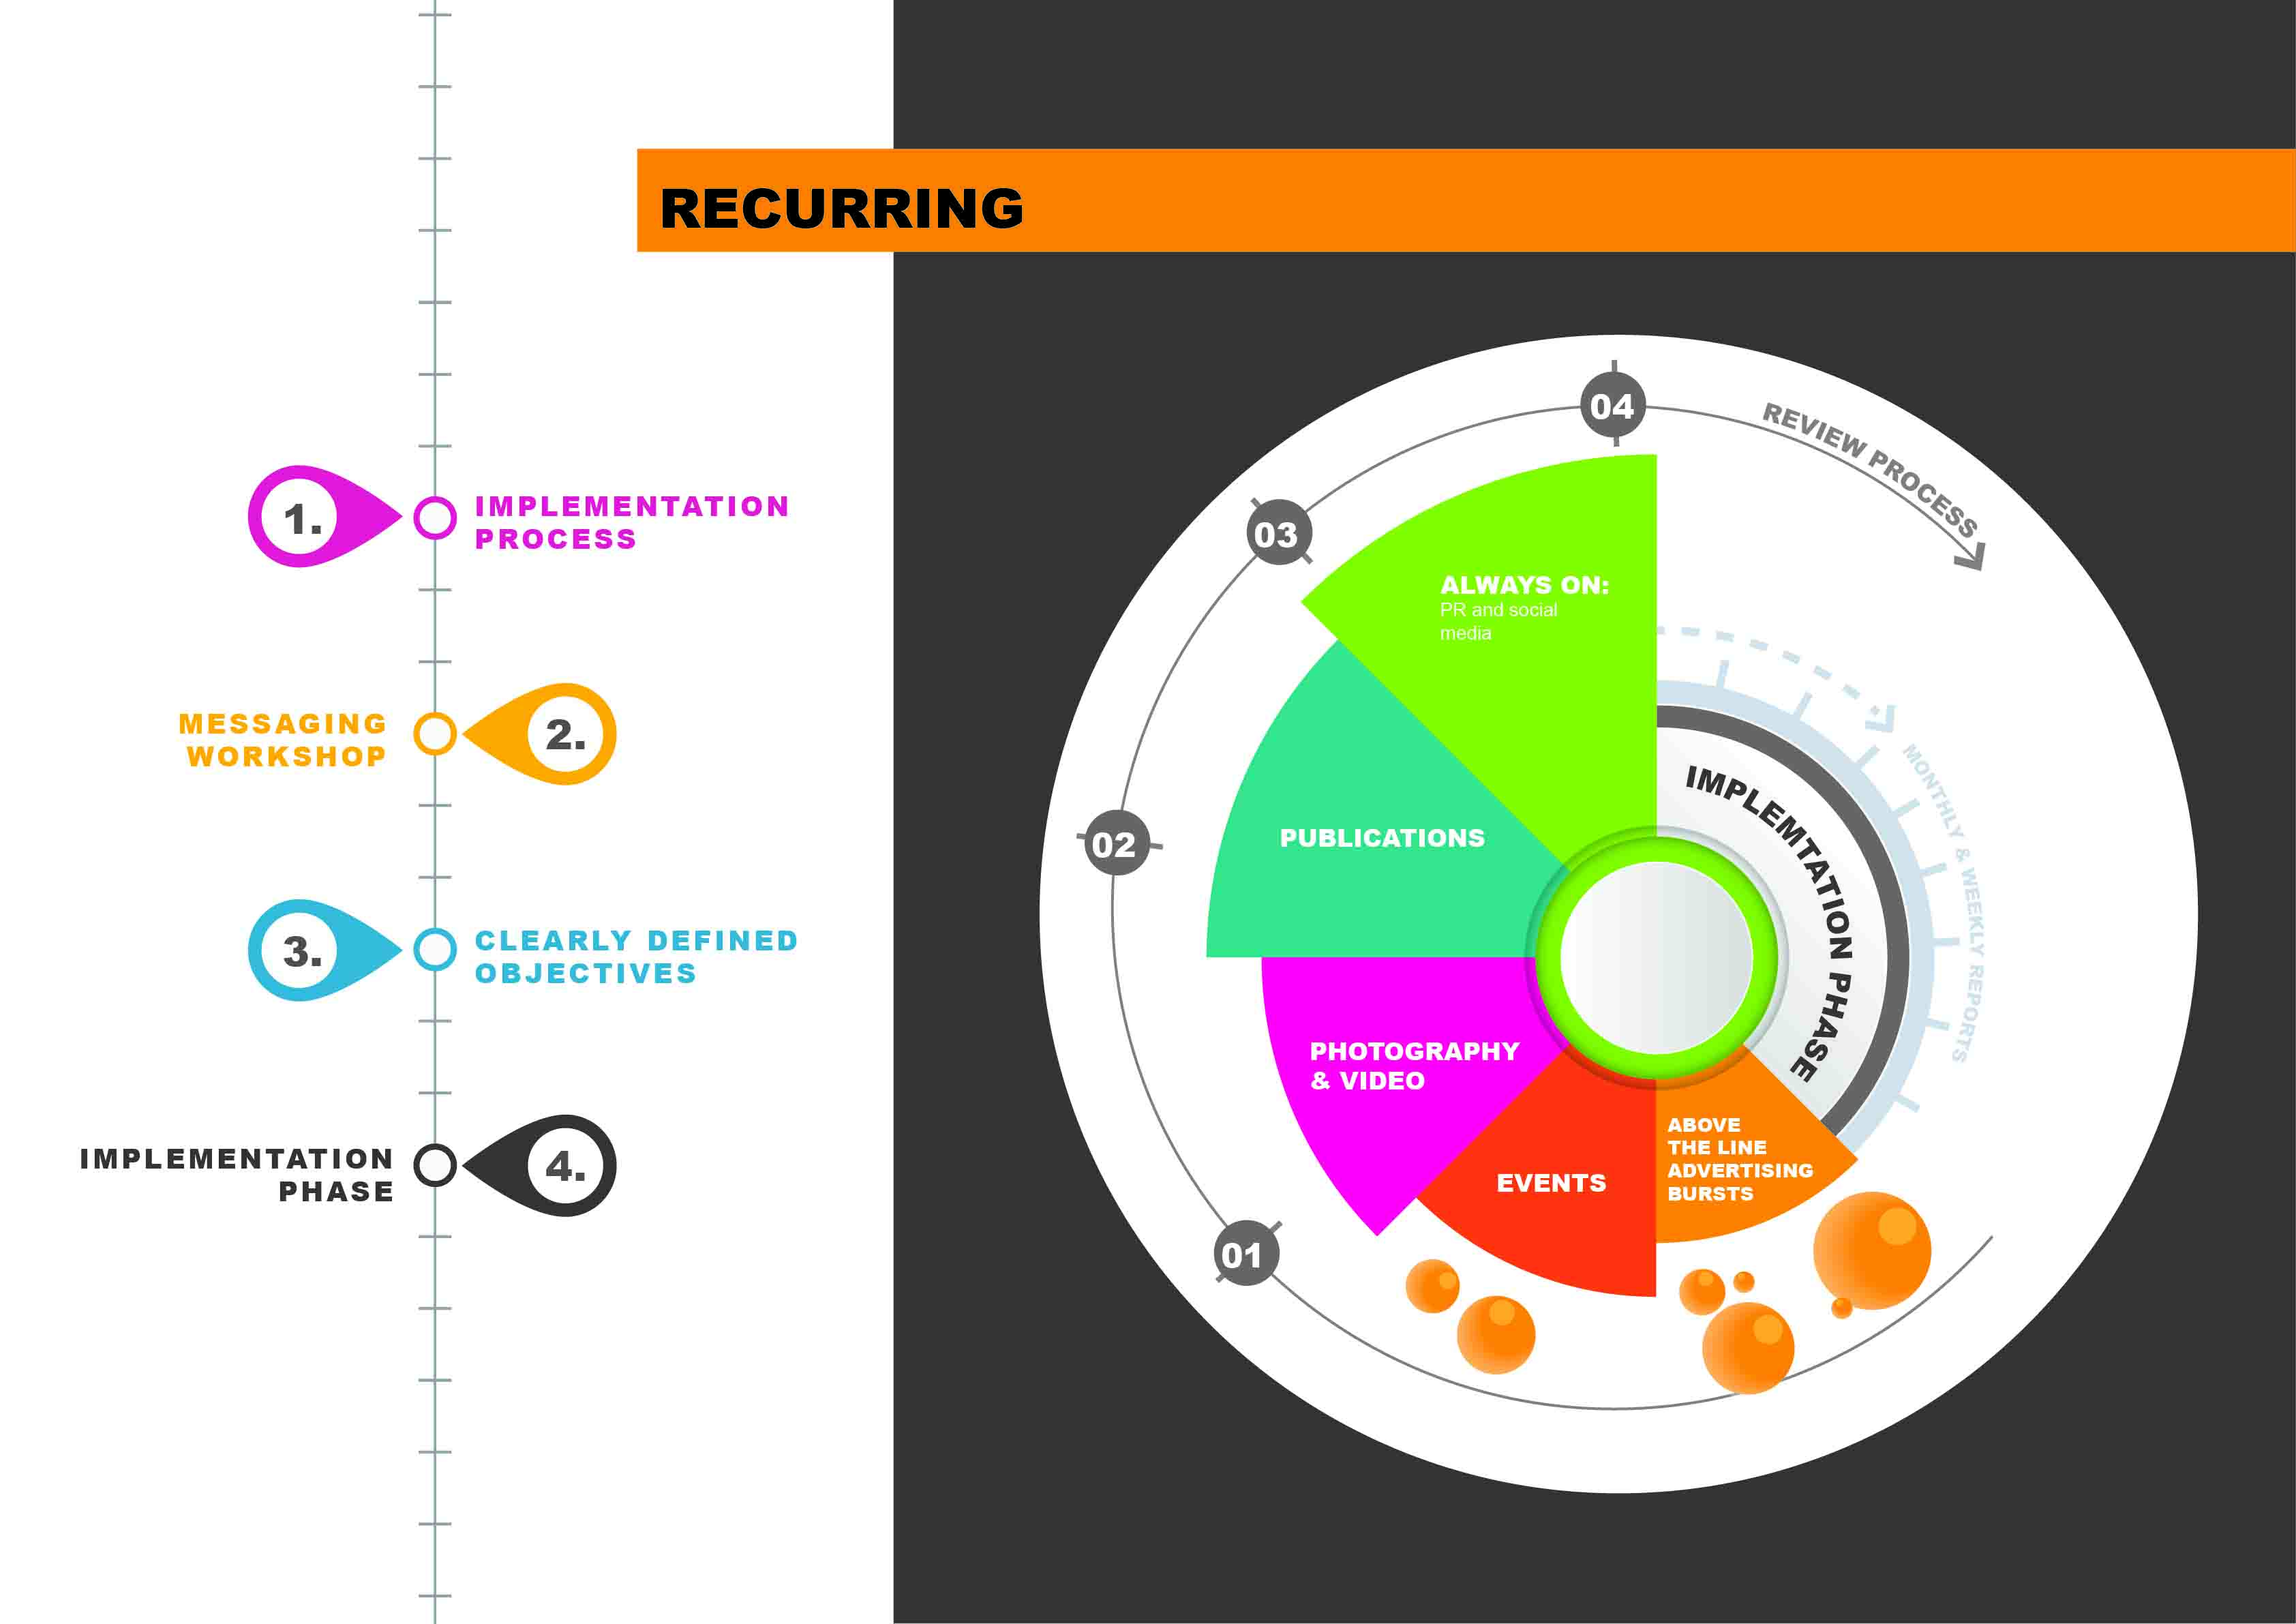 RECURRING
1.
IMPLEMENTATION
PROCESS
MESSAGING
WORKSHOP
2.
3.
CLEARLY DEFINED
OBJECTIVES
IMPLEMENTATION
PHASE
4.
04
REVIEW PROCESS
03
ALWAYS ON:
PR and social
media
02
PUBLICATIONS
IMPLEMTATION PHASE
MONTHLY & WEEKLY REPORTS
PHOTOGRAPHY
& VIDEO
EVENTS
ABOVE
THE LINE
ADVERTISING
BURSTS
01